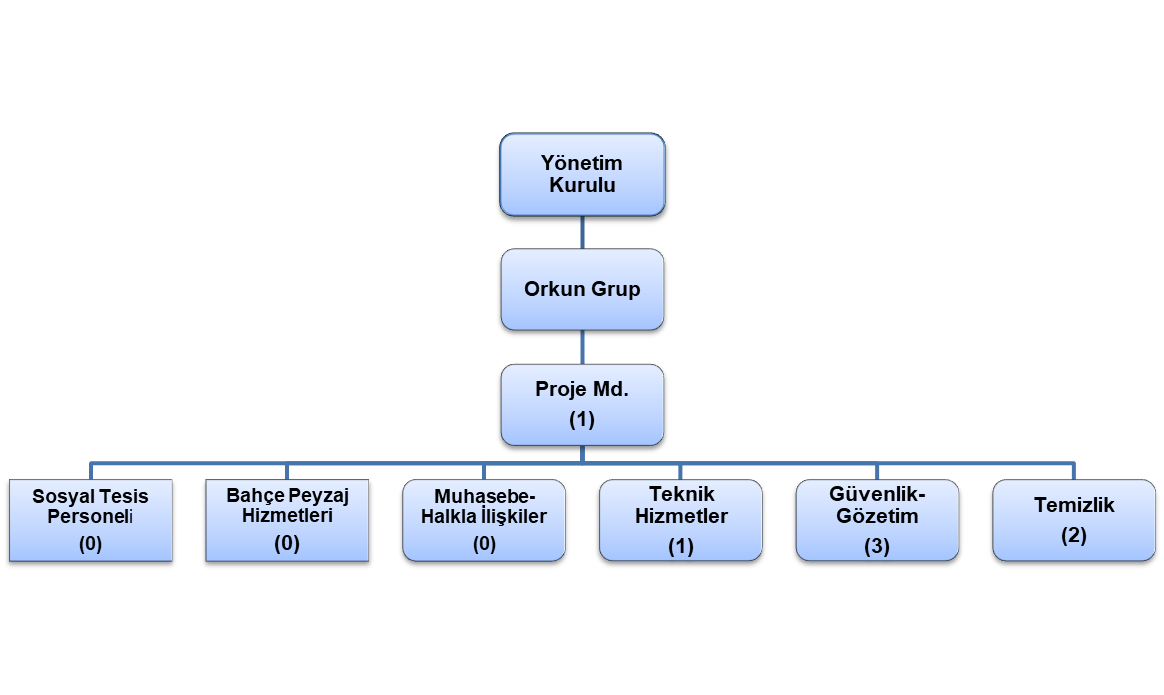 Yönetim
Kurulu
Orkun Grup
Proje Md.
(1)
Sosyal Tesis
Personeli
(0)
Bahçe Peyzaj
Hizmetleri
(0)
Muhasebe-
Halkla İlişkiler
(0)
Teknik
Hizmetler
(1)
Güvenlik-
Gözetim
(3)
Temizlik
(2)